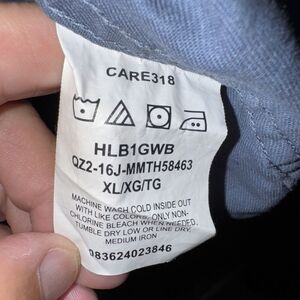 CARE318
HLB1GWB
QZ2-16J-MMTH58463
XL/XG/TG
MACHINE WASH COLD INSIDE OUT
WITH LIKE COLORS, ONLY NON-
CHLORINE BLEACH WHEN NEEDED,
TUMBLE DRY LOW OR LINE DRY,
MEDIUM IRON
983624023846